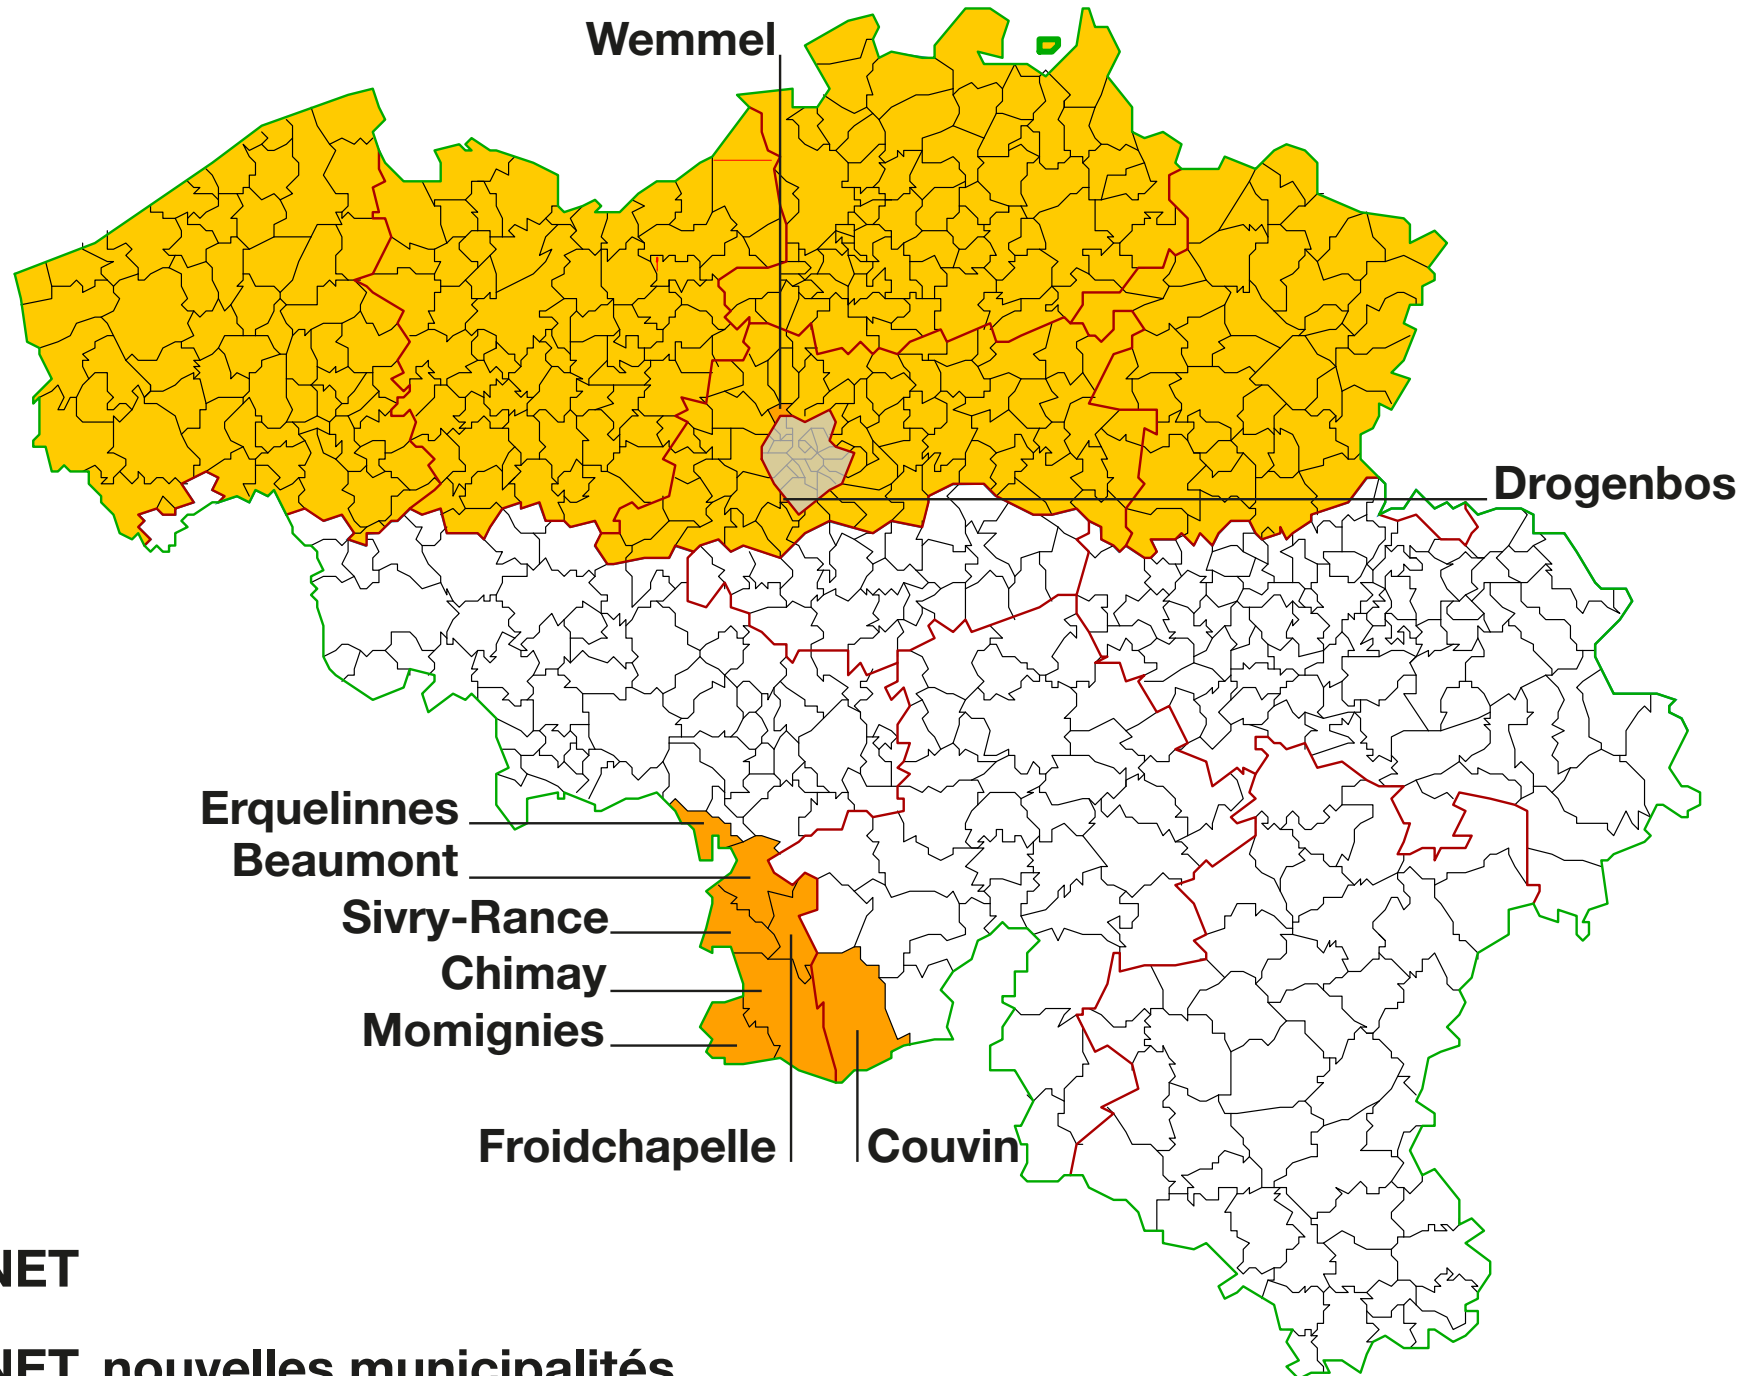 Wemmel
Drogenbos
Erquelinnes
Beaumont
Sivry-Rance
Chimay
Momignies
Froidchapelle
Couvin
NET
NET, nouvelles municipalités